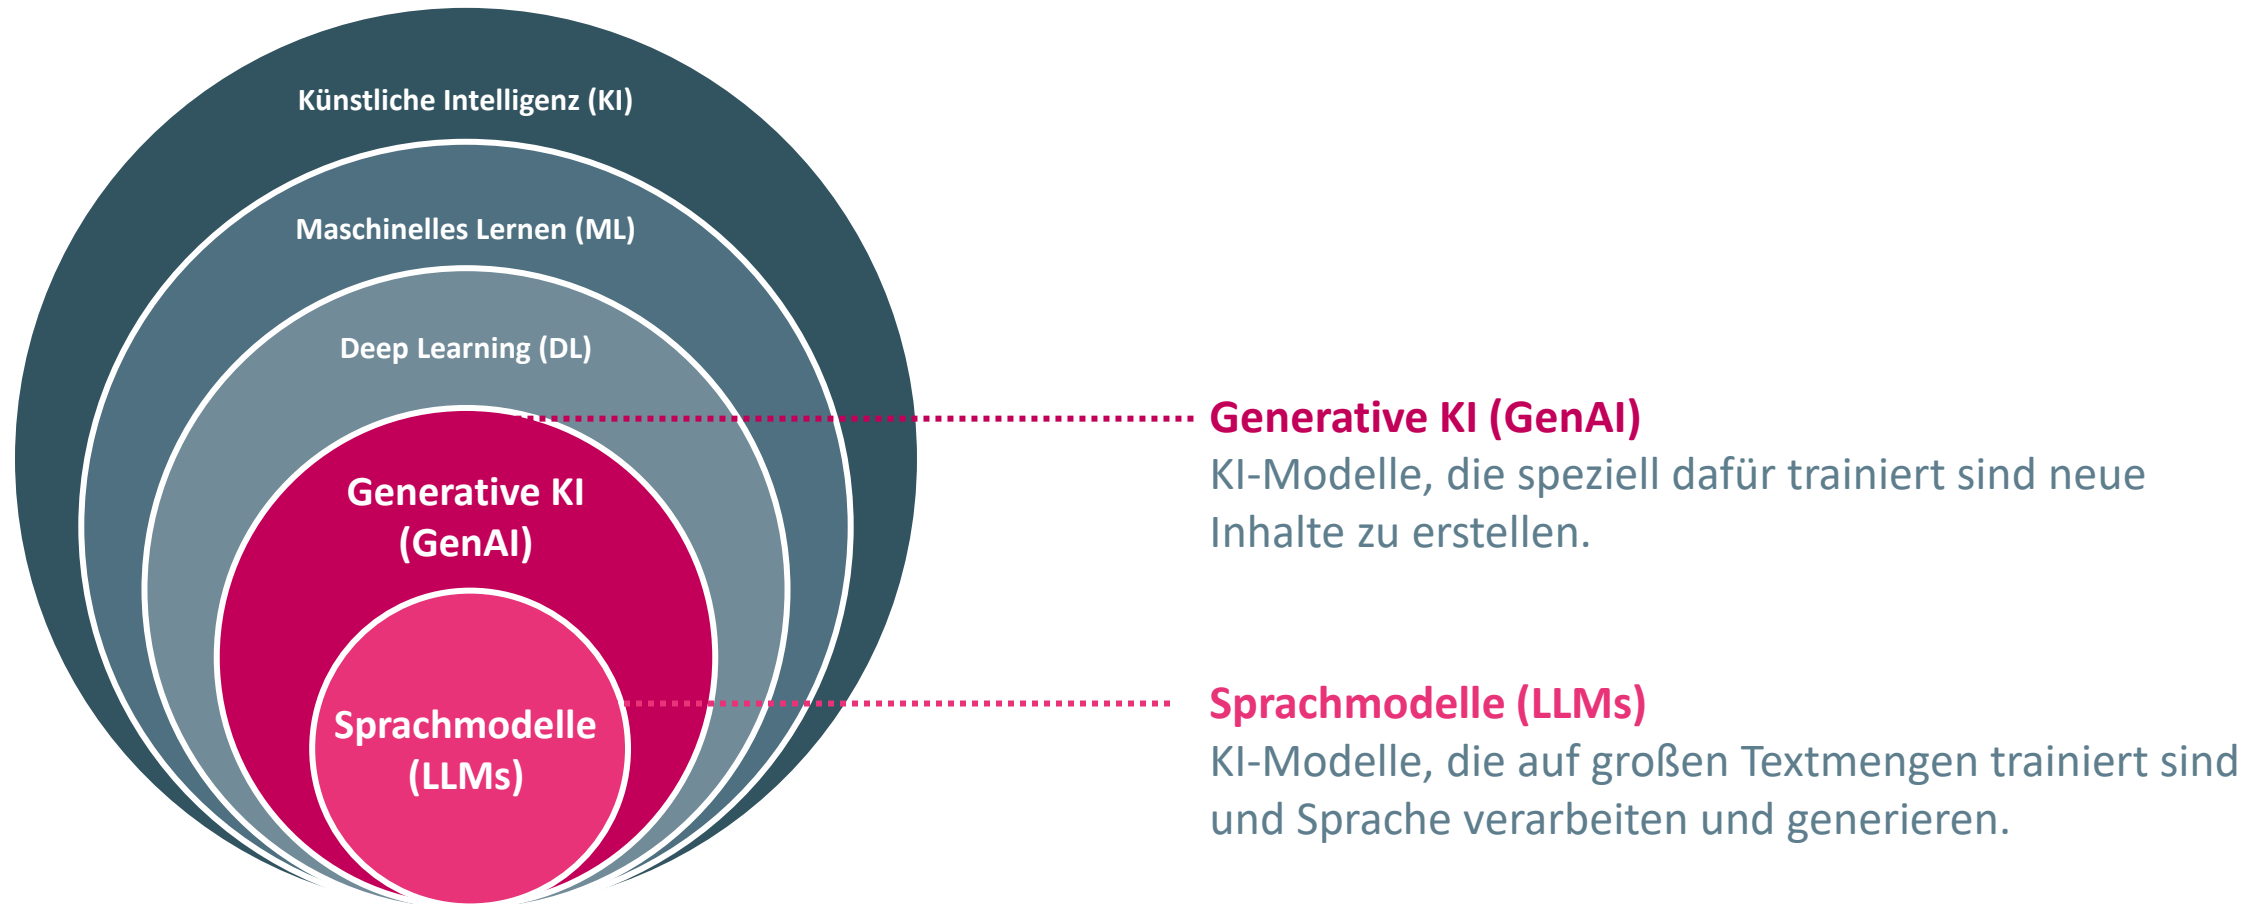 Künstliche Intelligenz (KI)
Maschinelles Lernen (ML)
Deep Learning (DL)
Generative KI
(GenAI)
Sprachmodelle
(LLMs)
Generative KI (GenAI)
KI-Modelle, die speziell dafür trainiert sind neue
Inhalte zu erstellen.
Sprachmodelle (LLMs)
KI-Modelle, die auf großen Textmengen trainiert sind
und Sprache verarbeiten und generieren.